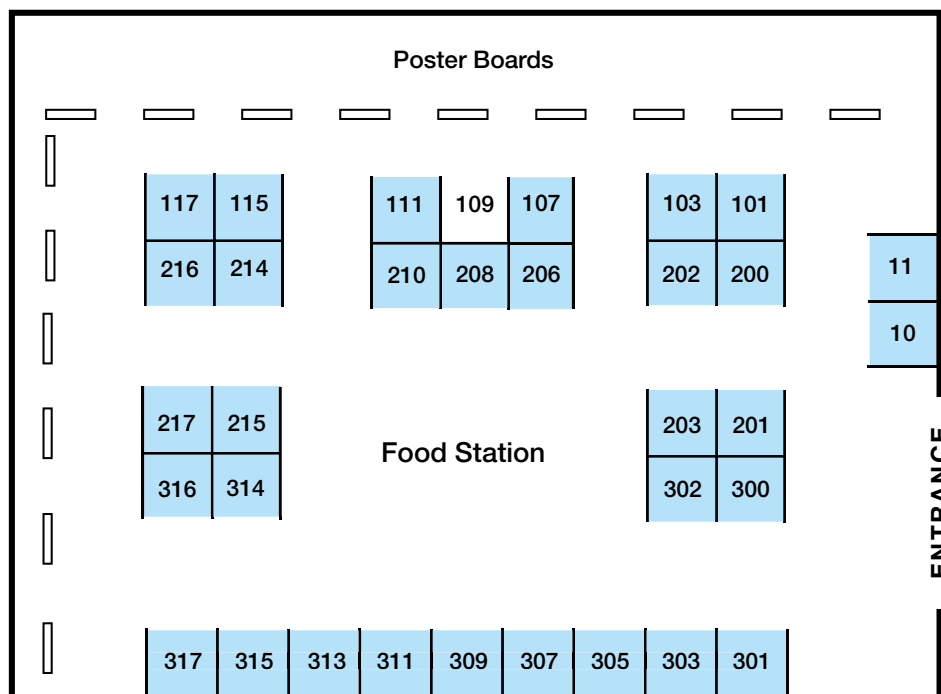 Poster Boards
117 115 111 109 107 103 101
216 214 210 208 206 202 200
11
10
217 215 203 201
Food Station
316 314 302 300
ENTRANCE
317 315 313 311 309 307 305 303 301